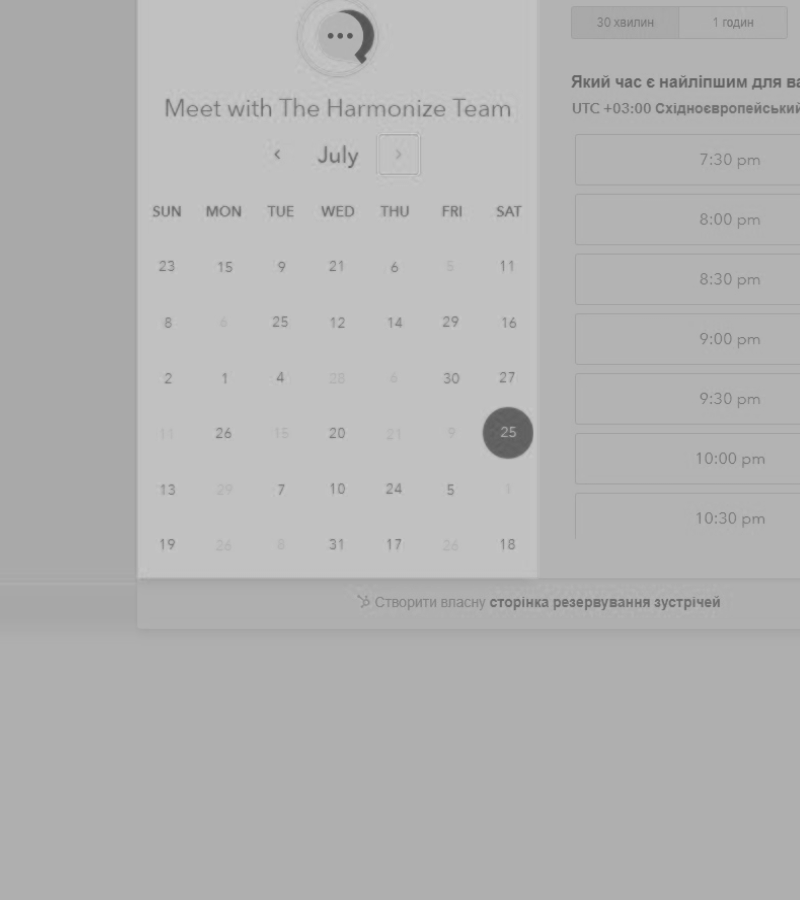 Meet with The Harmonize Team
July
SUN MON TUE WED THU FRI SAT
23 15 9 21 6 5 11
8 6 25 12 14 29 16
2 1 4 28 6 30 27
11 26 15 20 21 9 25
13 29 7 10 24 5 1
19 26 8 31 17 26 18
30 хвилин 1 годин
Який час є найліпшим для ва
UTC +03:00 Східноєвропейський
7:30 pm
8:00 pm
8:30 pm
9:00 pm
9:30 pm
10:00 pm
10:30 pm
Створити власну сторінка резервування зустрічей